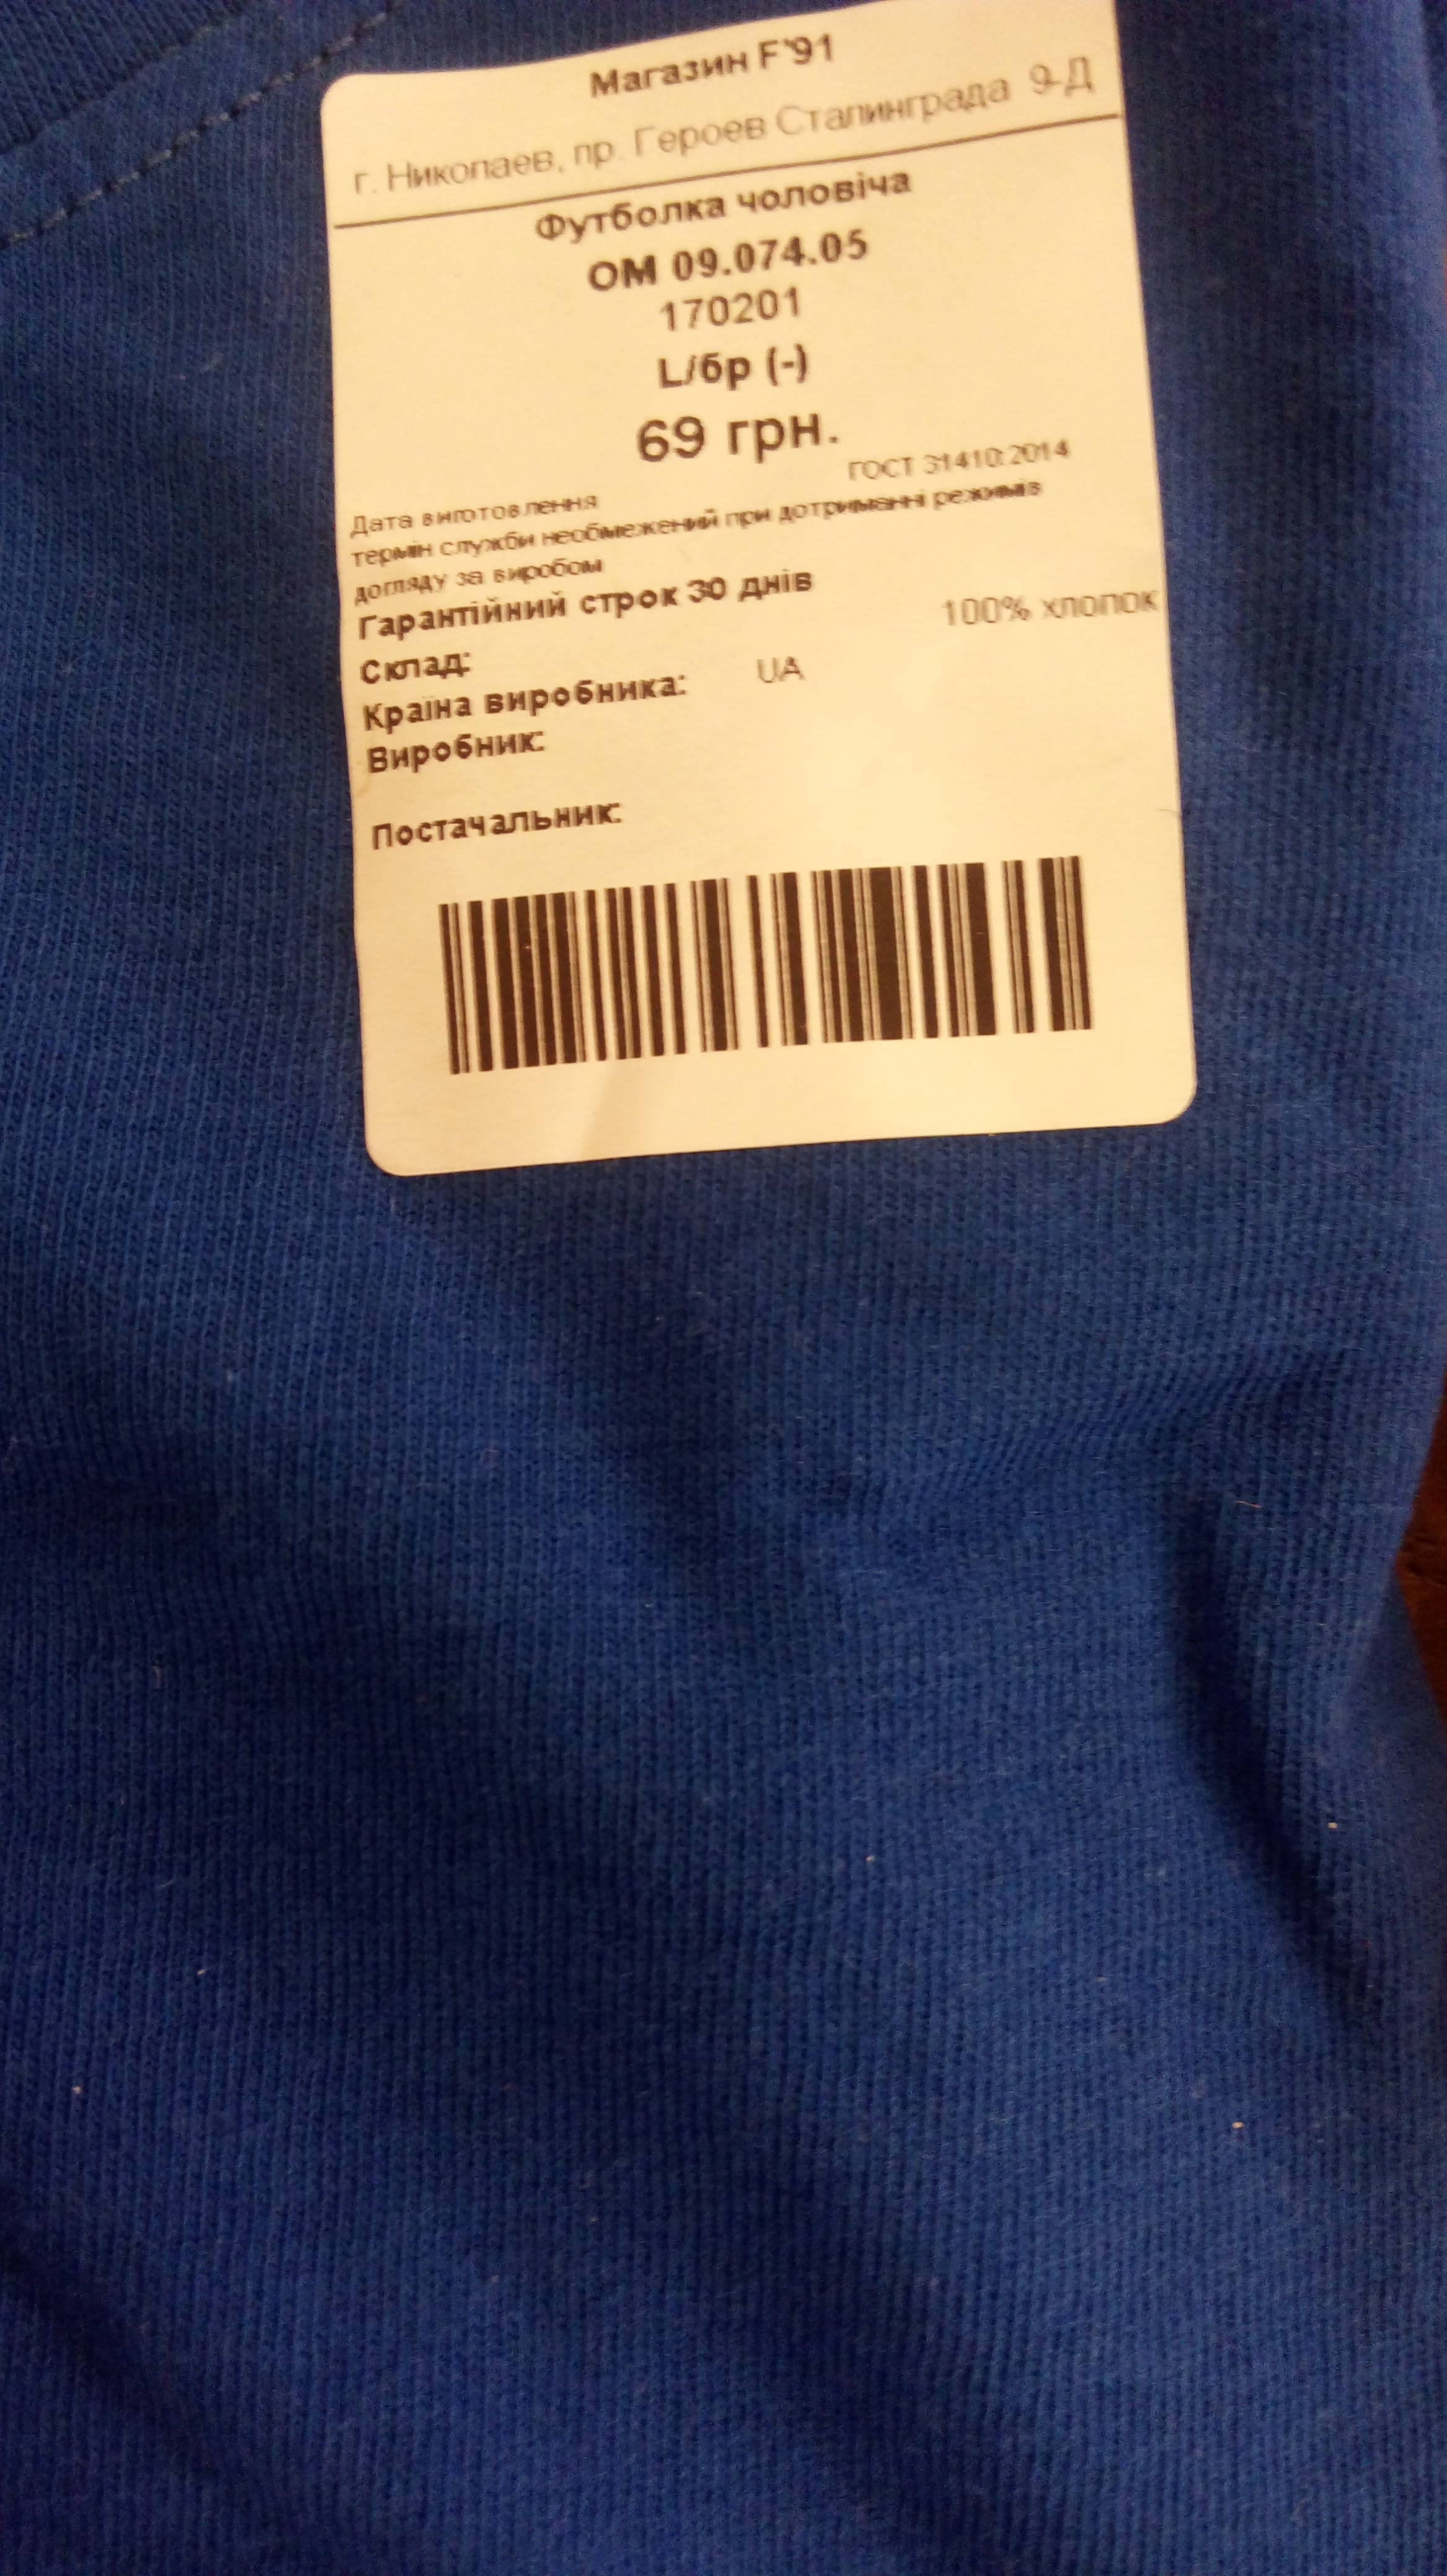 Магазин F'91
г. Николаев, пр. Героев Сталинграда 9-Д
Футболка чоловіча
ОМ 09.074.05
170201
L/бр (-)
69 грн.
ГОСТ 31410:2014
Дата виготовлення
термін служби необмежений при дотриманні режимів
догляду за виробом
Гарантійний строк 30 днів
100% хлопок
Склад:
Країна виробника: UA
Виробник:
Постачальник: